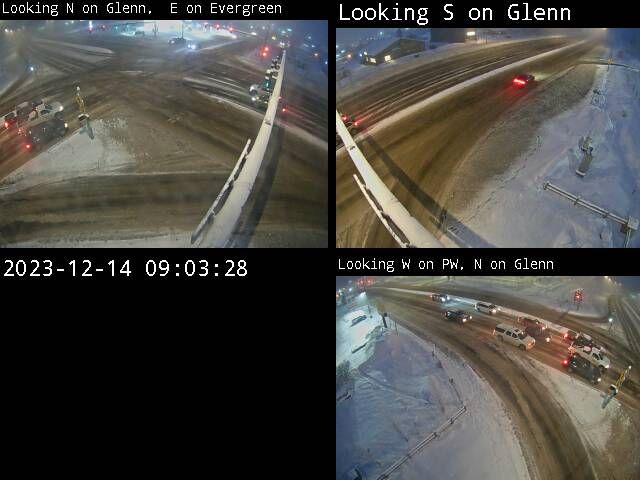 Looking N on Glenn,  E on Evergreen
Looking S on Glenn
2023-12-14 09:03:28
Looking W on PW, N on Glenn